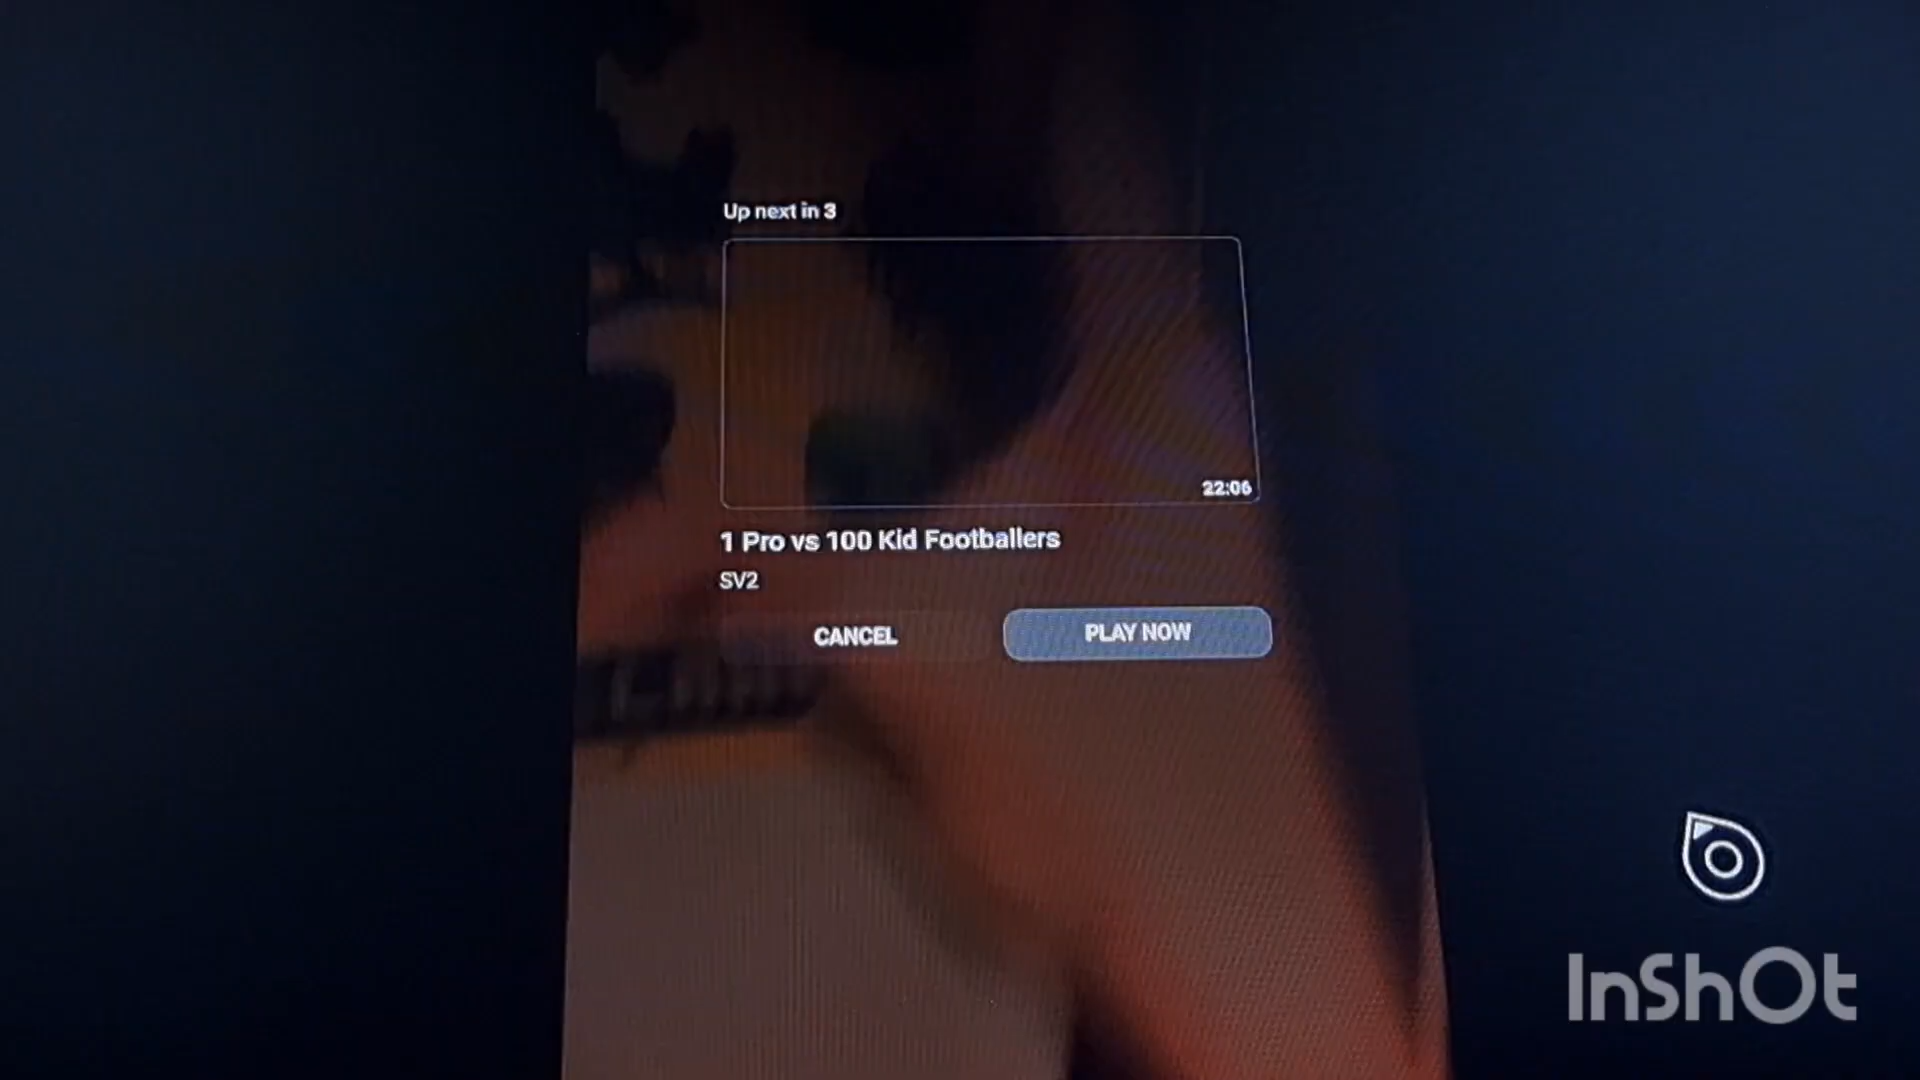 Up next in 3
22:06
1 Pro vs 100 Kid Footballers
SV2
CANCEL
PLAY NOW
InShOt